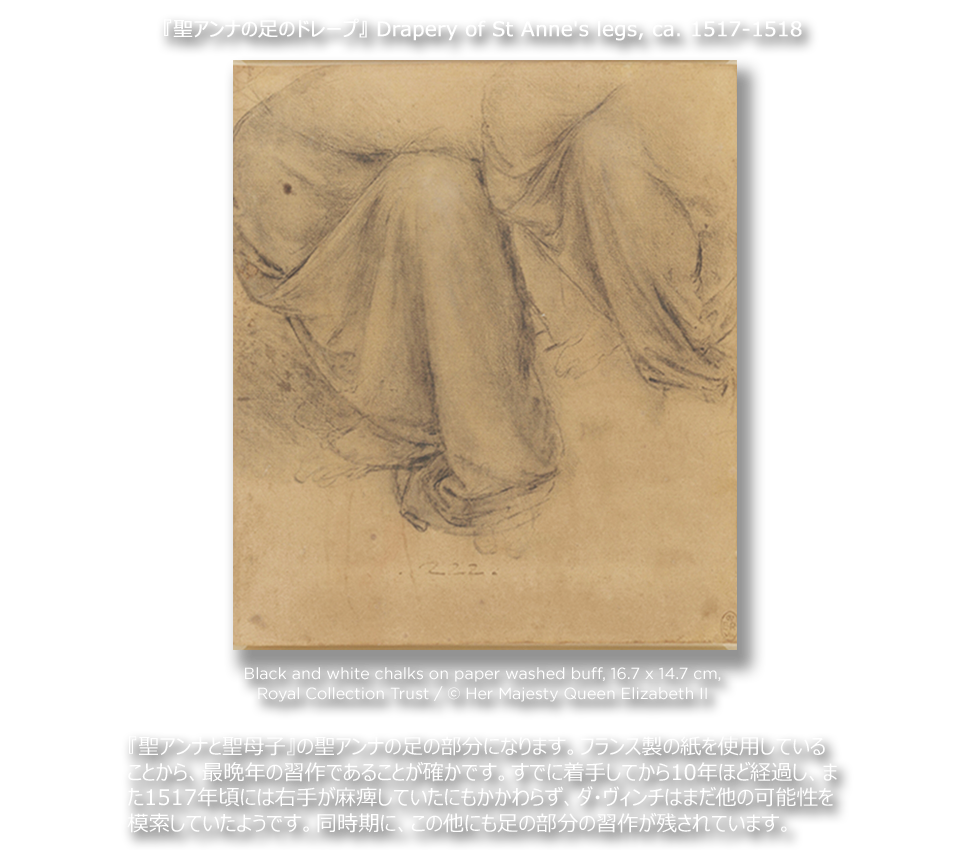 『聖アンナの足のドレープ』 Drapery of St Anne's legs, ca. 1517-1518
. 222.
Black and white chalks on paper washed buff, 16.7 x 14.7 cm,
Royal Collection Trust / © Her Majesty Queen Elizabeth II
『聖アンナと聖母子』の聖アンナの足の部分になります。フランス製の紙を使用している
ことから、最晩年の習作であることが確かです。すでに着手してから10年ほど経過し、ま
た1517年頃には右手が麻痺していたにもかかわらず、ダ・ヴィンチはまだ他の可能性を
模索していたようです。同時期に、この他にも足の部分の習作が残されています。